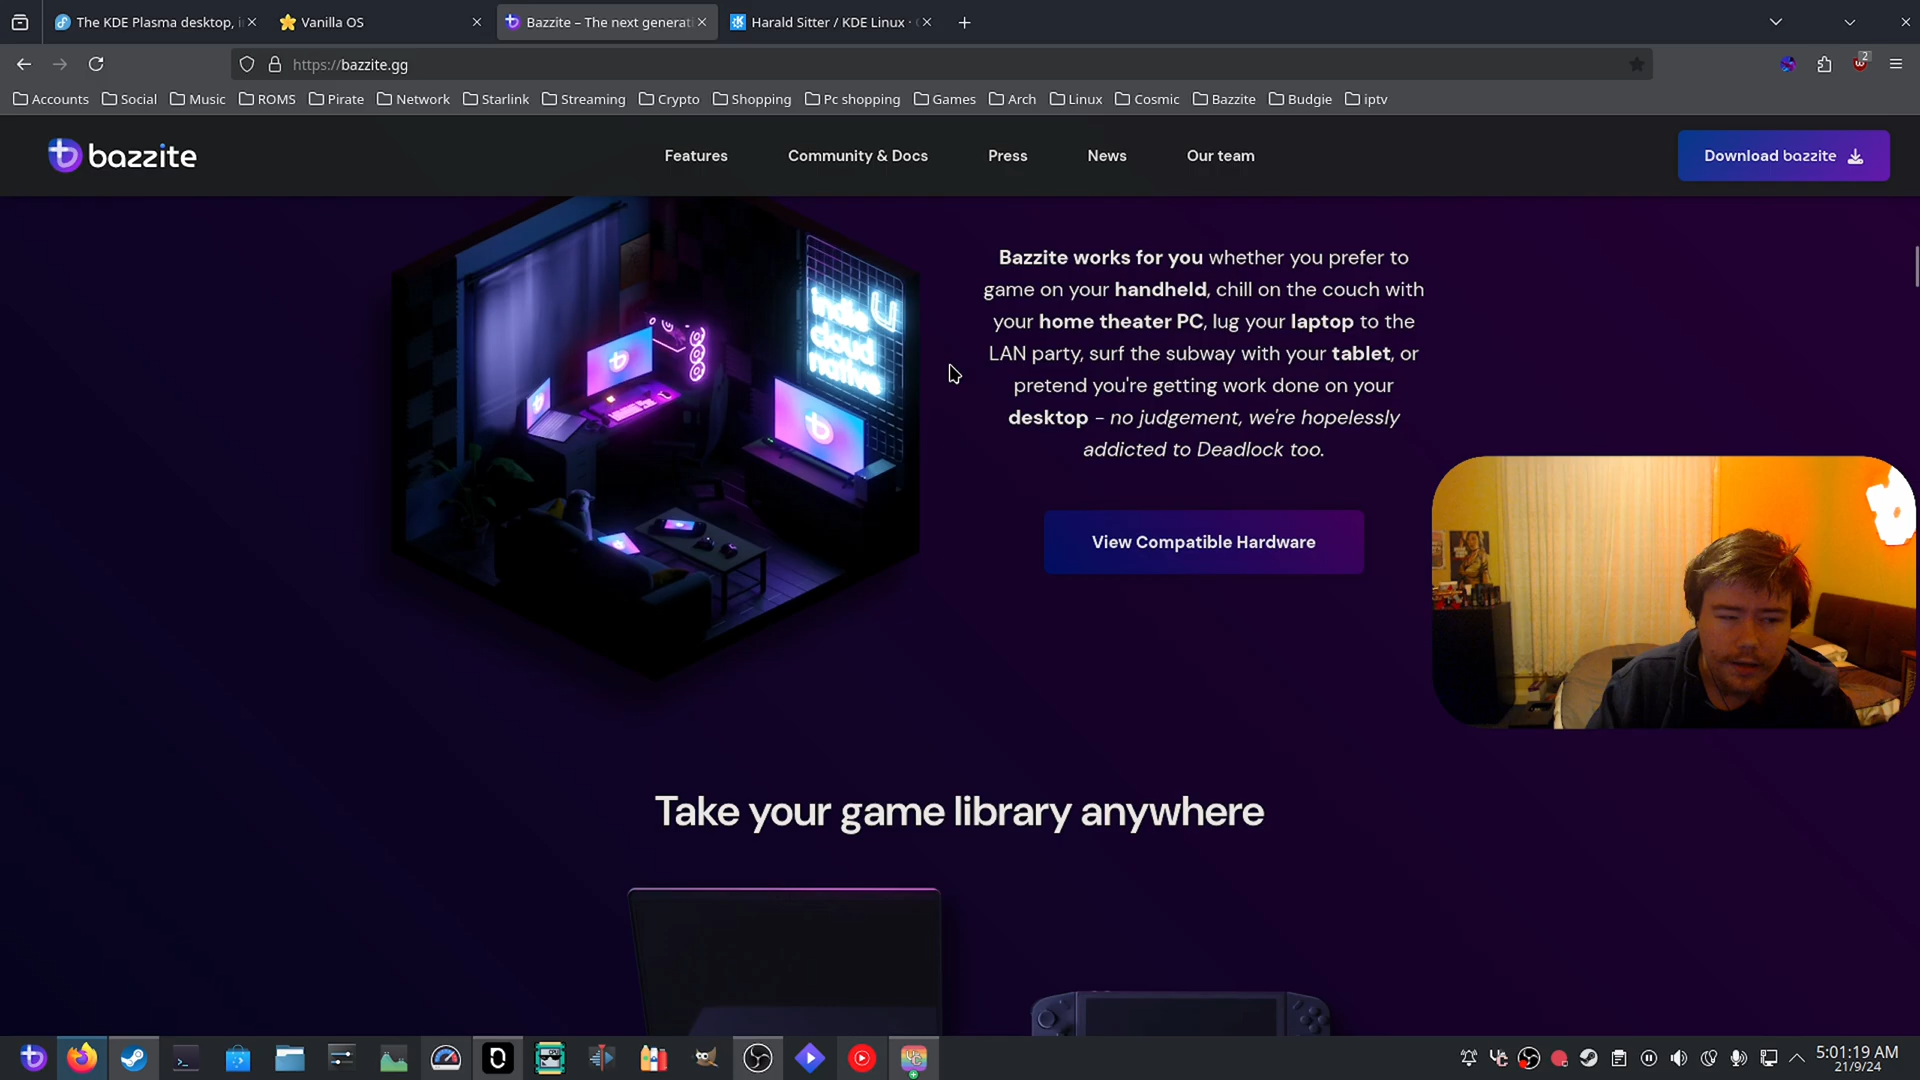 The KDE Plasma desktop, i
Vanilla OS
Bazzite – The next generati
Harald Sitter / KDE Linux ·
https://bazzite.gg
2
Accounts
Social
Music
ROMS
Pirate
Network
Starlink
Streaming
Crypto
Shopping
Pc shopping
Games
Arch
Linux
Cosmic
Bazzite
Budgie
iptv
bazzite
Features
Community & Docs
Press
News
Our team
Download bazzite
indie
cloud
native
Bazzite works for you whether you prefer to
game on your handheld, chill on the couch with
your home theater PC, lug your laptop to the
LAN party, surf the subway with your tablet, or
pretend you're getting work done on your
desktop - no judgement, we're hopelessly
addicted to Deadlock too.
View Compatible Hardware
Take your game library anywhere
5:01:19 AM
21/9/24